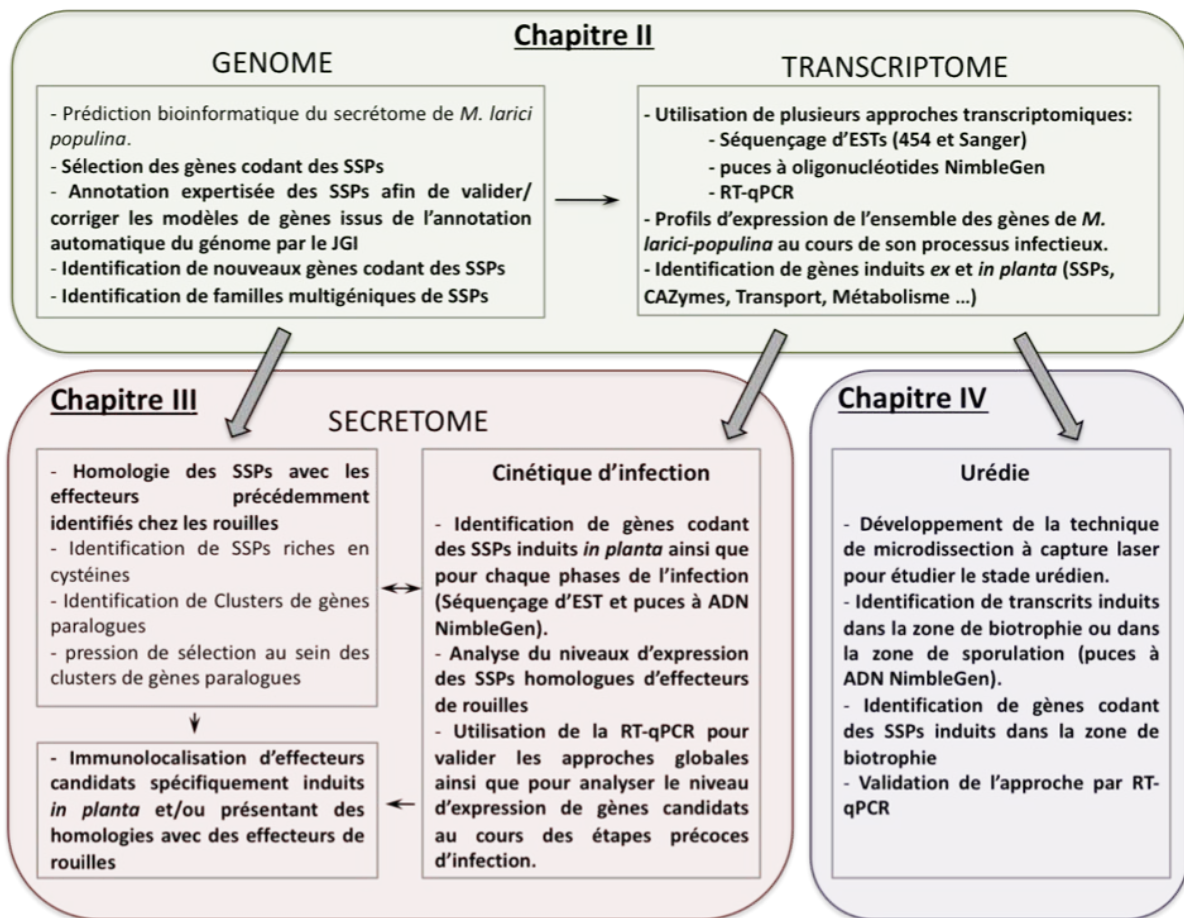 Chapitre II
GENOME
- Prédiction bioinformatique du secrétome de M. larici
populina.
- Sélection des gènes codant des SSPs
- Annotation expertisée des SSPs afin de valider/
corriger les modèles de gènes issus de l'annotation
automatique du génome par le JGI
- Identification de nouveaux gènes codant des SSPs
- Identification de familles multigéniques de SSPs
TRANSCRIPTOME
- Utilisation de plusieurs approches transcriptomiques:
- Séquençage d'ESTs (454 et Sanger)
- puces à oligonucléotides NimbleGen
- RT-qPCR
- Profils d'expression de l'ensemble des gènes de M.
larici-populina au cours de son processus infectieux.
- Identification de gènes induits ex et in planta (SSPs,
CAZymes, Transport, Métabolisme ...)
Chapitre III
SECRETOME
- Homologie des SSPs avec les
effecteurs précédemment
identifiés chez les rouilles
- Identification de SSPs riches en
cystéines
- Identification de Clusters de gènes
paralogues
- pression de sélection au sein des
clusters de gènes paralogues
- Immunolocalisation d'effecteurs
candidats spécifiquement induits
in planta et/ou présentant des
homologies avec des effecteurs de
rouilles
Cinétique d'infection
- Identification de gènes codant
des SSPs induits in planta ainsi que
pour chaque phases de l'infection
(Séquençage d'EST et puces à ADN
NimbleGen).
- Analyse du niveaux d'expression
des SSPs homologues d'effecteurs
de rouilles
- Utilisation de la RT-qPCR pour
valider les approches globales
ainsi que pour analyser le niveau
d'expression de gènes candidats
au cours des étapes précoces
d'infection.
Chapitre IV
Urédie
- Développement de la technique
de microdissection à capture laser
pour étudier le stade urédien.
- Identification de transcrits induits
dans la zone de biotrophie ou dans
la zone de sporulation (puces à
ADN NimbleGen).
- Identification de gènes codant
des SSPs induits dans la zone de
biotrophie
- Validation de l'approche par RT-
qPCR